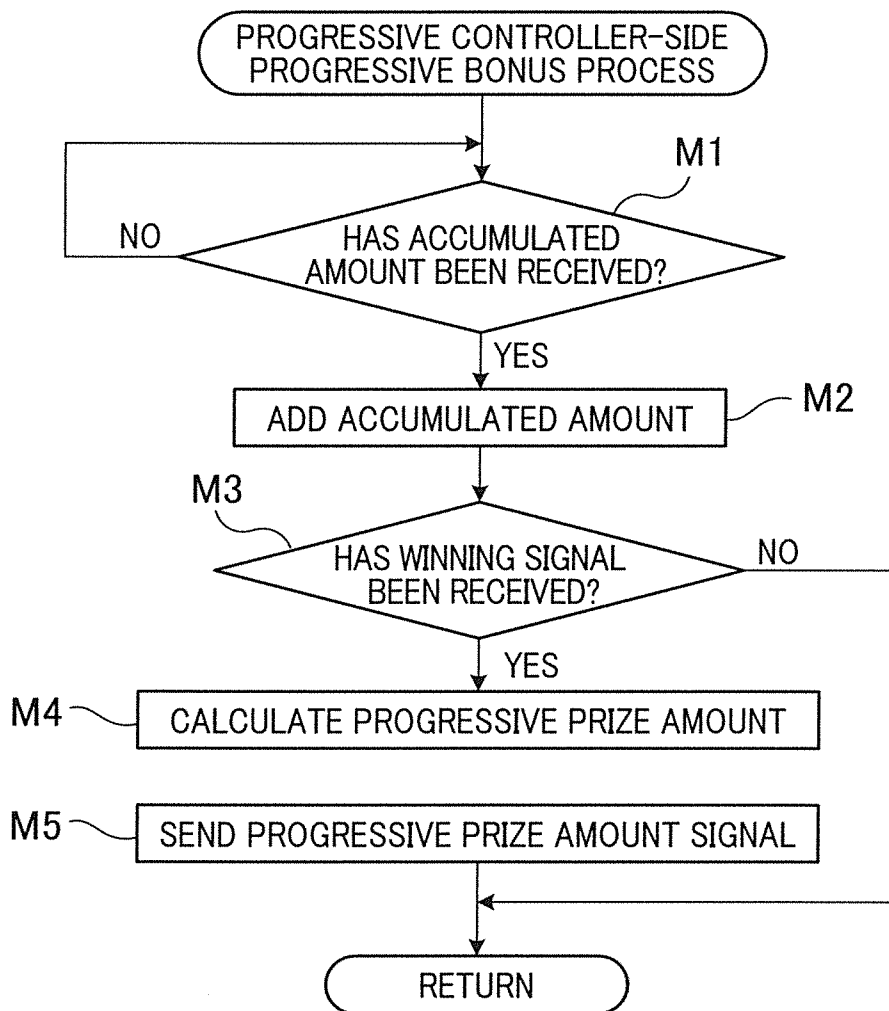 PROGRESSIVE CONTROLLER-SIDE
PROGRESSIVE BONUS PROCESS
M1
NO
HAS ACCUMULATED
AMOUNT BEEN RECEIVED?
YES
ADD ACCUMULATED AMOUNT
M2
M3
HAS WINNING SIGNAL
BEEN RECEIVED?
NO
YES
M4
CALCULATE PROGRESSIVE PRIZE AMOUNT
M5
SEND PROGRESSIVE PRIZE AMOUNT SIGNAL
RETURN